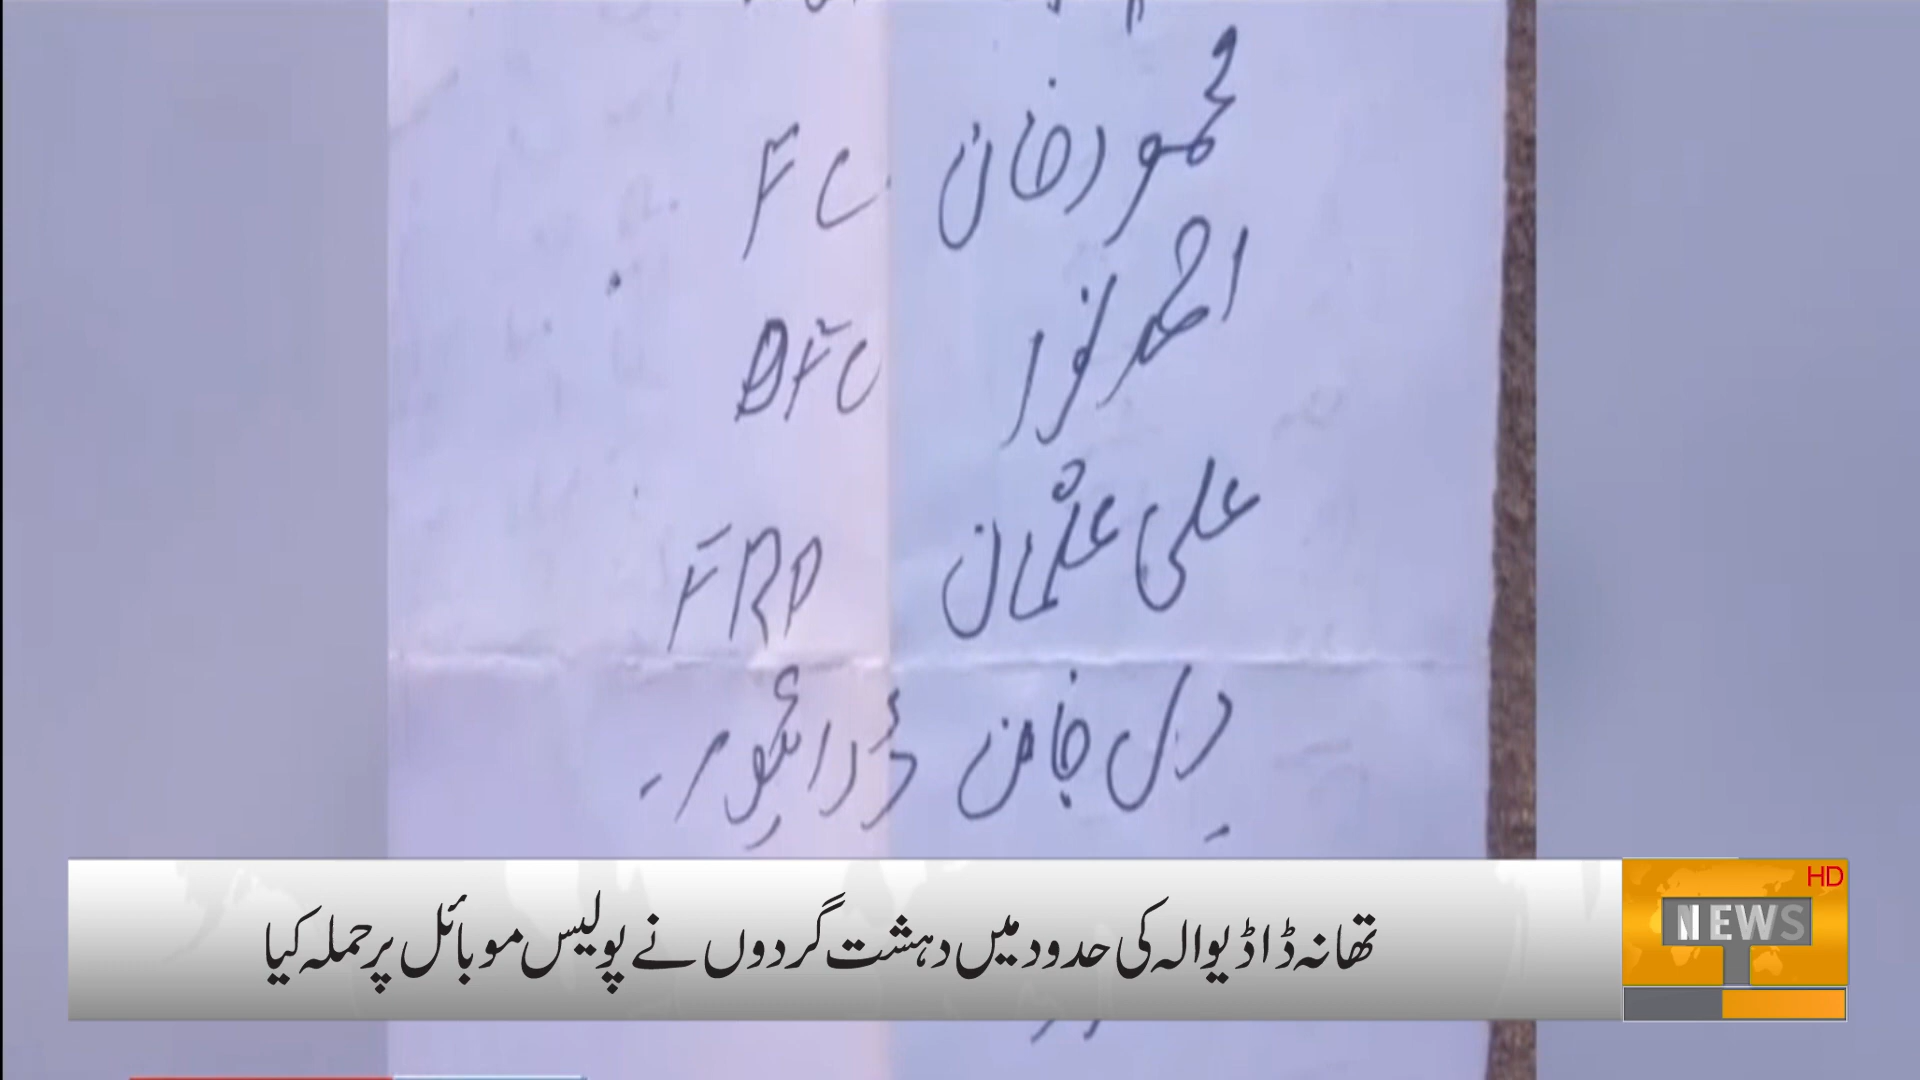 محمود خان FC
احمد نور DFC
علی عثمان FRP
دل جان ڈرائیور۔
تھانہ ڈاڈیوالہ کی حدود میں دہشت گردوں نے پولیس موبائل پر حملہ کیا
HD
NEWS
T